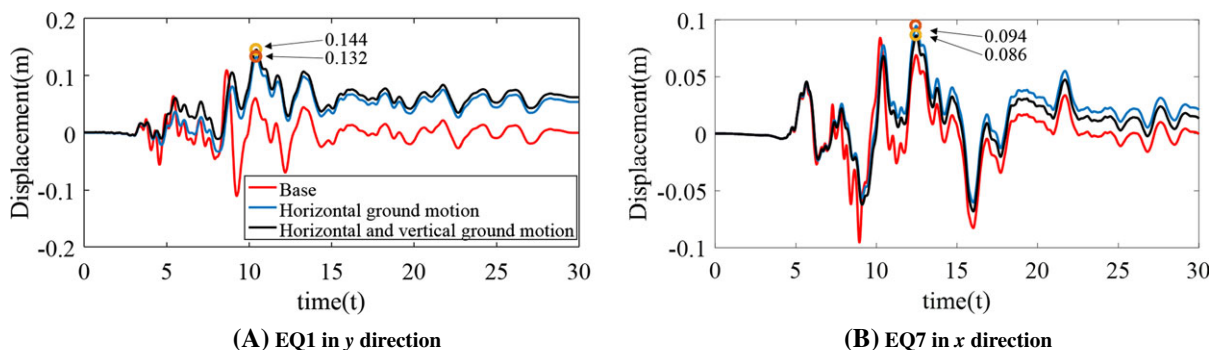 0.2
0.1
0
-0.1
-0.2
Displacement(m)
0.144
0.132
Base
Horizontal ground motion
Horizontal and vertical ground motion
0 5 10 15 20 25 30
time(t)
(A) EQ1 in y direction
0.1
0.05
0
-0.05
-0.1
Displacement(m)
0.094
0.086
0 5 10 15 20 25 30
time(t)
(B) EQ7 in x direction